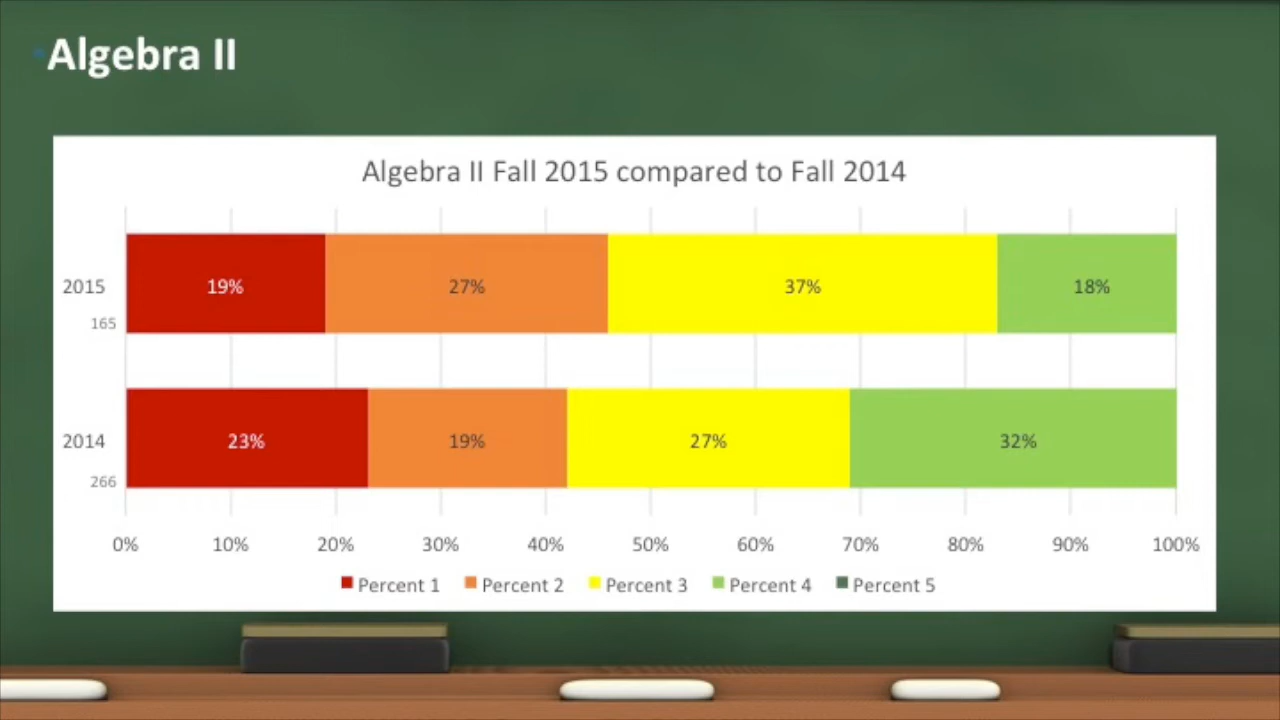 Algebra II
Algebra II Fall 2015 compared to Fall 2014
2015
165
19% 27% 37% 18%
2014
266
23% 19% 27% 32%
0% 10% 20% 30% 40% 50% 60% 70% 80% 90% 100%
Percent 1 Percent 2 Percent 3 Percent 4 Percent 5